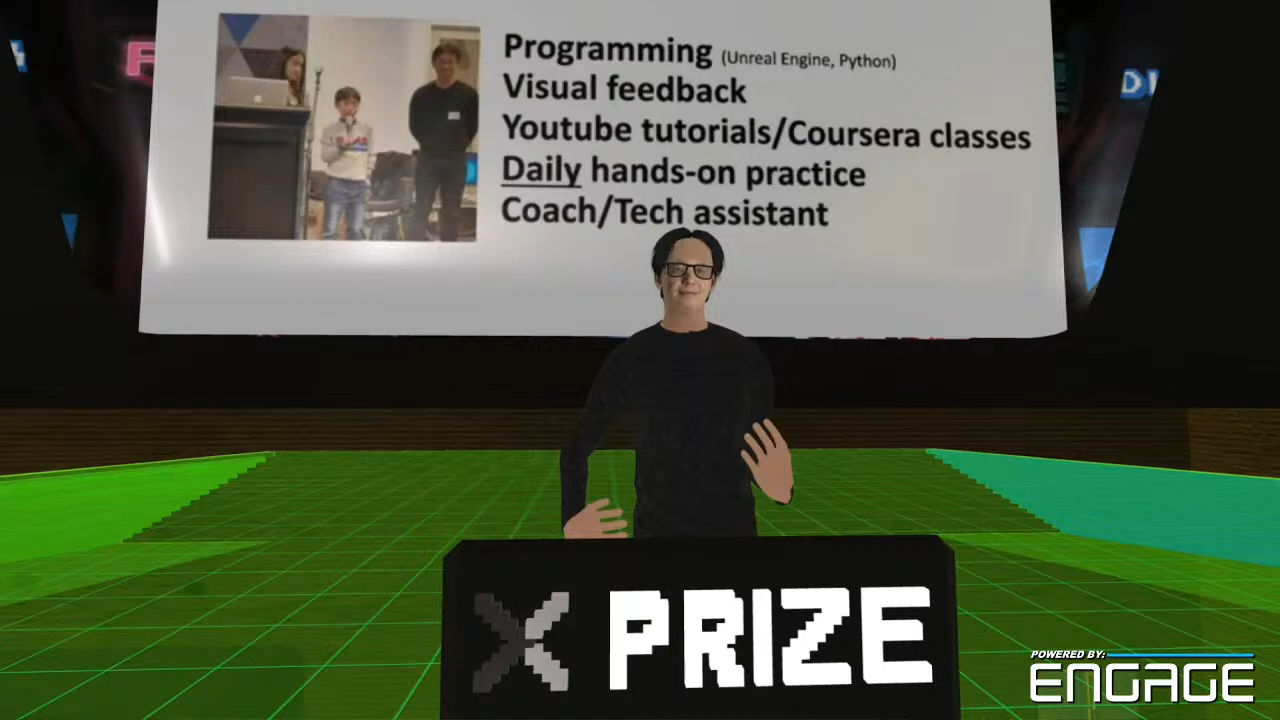 Programming (Unreal Engine, Python)
Visual feedback
Youtube tutorials/Coursera classes
Daily hands-on practice
Coach/Tech assistant
X PRIZE
POWERED BY:
ENGAGE